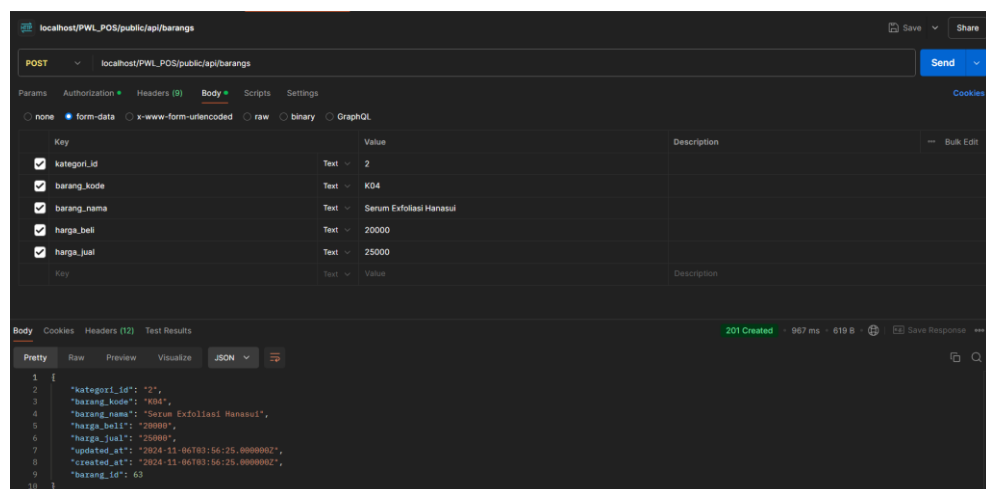 localhost/PWL_POS/public/api/barangs Save Share
POST localhost/PWL_POS/public/api/barangs Send
Params Authorization Headers (9) Body Scripts Settings Cookies
none form-data x-www-form-urlencoded raw binary GraphQL
Key Value Description Bulk Edit
kategori_id Text 2
barang_kode Text K04
barang_nama Text Serum Exfoliasi Hanasui
harga_beli Text 20000
harga_jual Text 25000
Key Text Value Description
Body Cookies Headers (12) Test Results 201 Created 967 ms 619 B Save Response
Pretty Raw Preview Visualize JSON
1 {
2 "kategori_id": "2",
3 "barang_kode": "K04",
4 "barang_nama": "Serum Exfoliasi Hanasui",
5 "harga_beli": "20000",
6 "harga_jual": "25000",
7 "updated_at": "2024-11-06T03:56:25.000000Z",
8 "created_at": "2024-11-06T03:56:25.000000Z",
9 "barang_id": 63
10 }